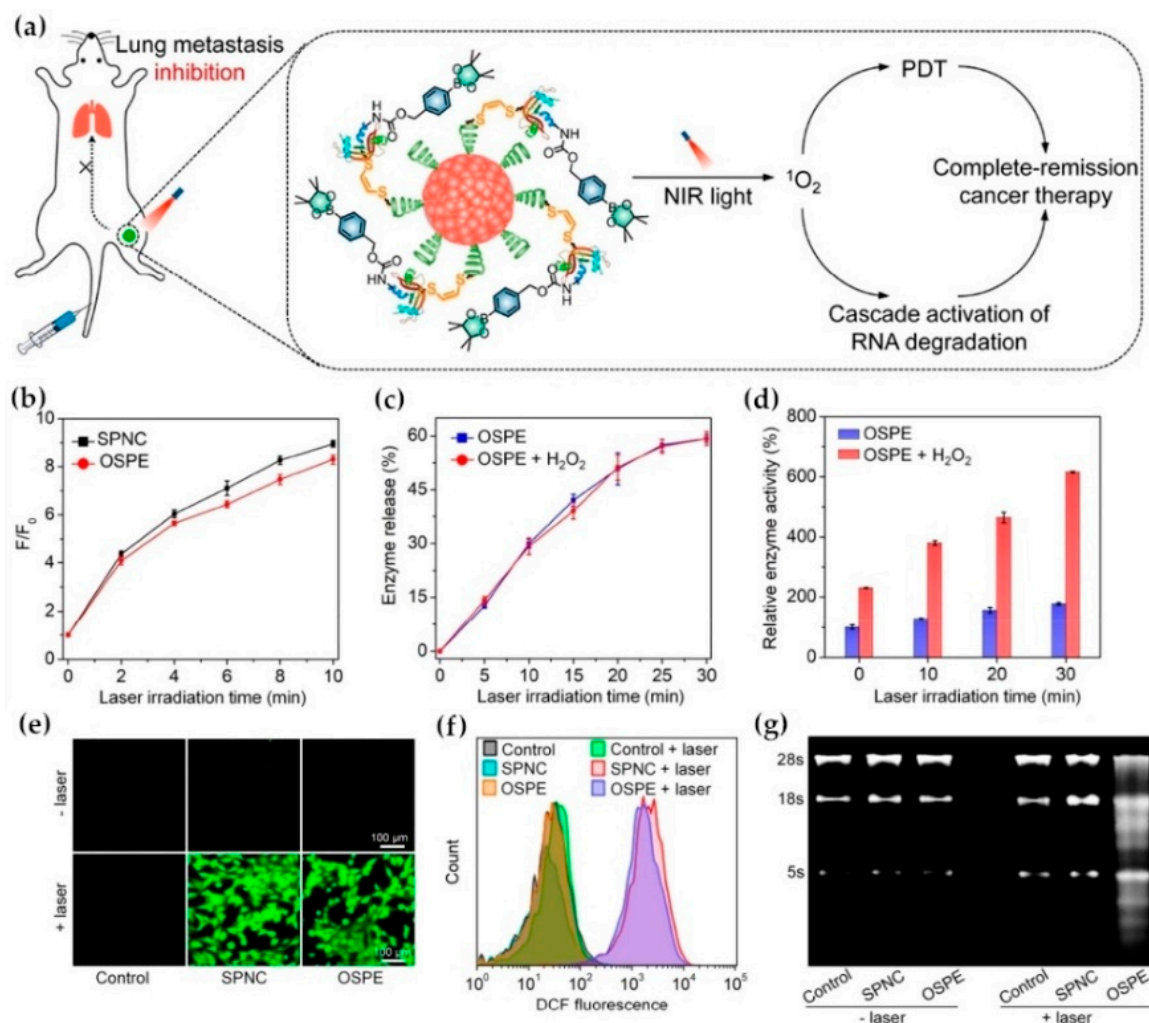 (a)
Lung metastasis
inhibition
B
O
O
N
H
O
O
S
S
NH
O
O
B
O
O
NIR light
¹O₂
PDT
Complete-remission
cancer therapy
Cascade activation of
RNA degradation
(b)
10
8
6
4
2
0
F/F₀
SPNC
OSPE
0 2 4 6 8 10
Laser irradiation time (min)
(c)
60
45
30
15
0
Enzyme release (%)
OSPE
OSPE + H₂O₂
0 5 10 15 20 25 30
Laser irradiation time (min)
(d)
800
600
400
200
0
Relative enzyme activity (%)
OSPE
OSPE + H₂O₂
0 10 20 30
Laser irradiation time (min)
(e)
- laser
+ laser
100 µm
100 µm
Control SPNC OSPE
(f)
Control Control + laser
SPNC SPNC + laser
OSPE OSPE + laser
Count
10⁰ 10¹ 10² 10³ 10⁴ 10⁵
DCF fluorescence
(g)
28s
18s
5s
Control SPNC OSPE Control SPNC OSPE
- laser + laser